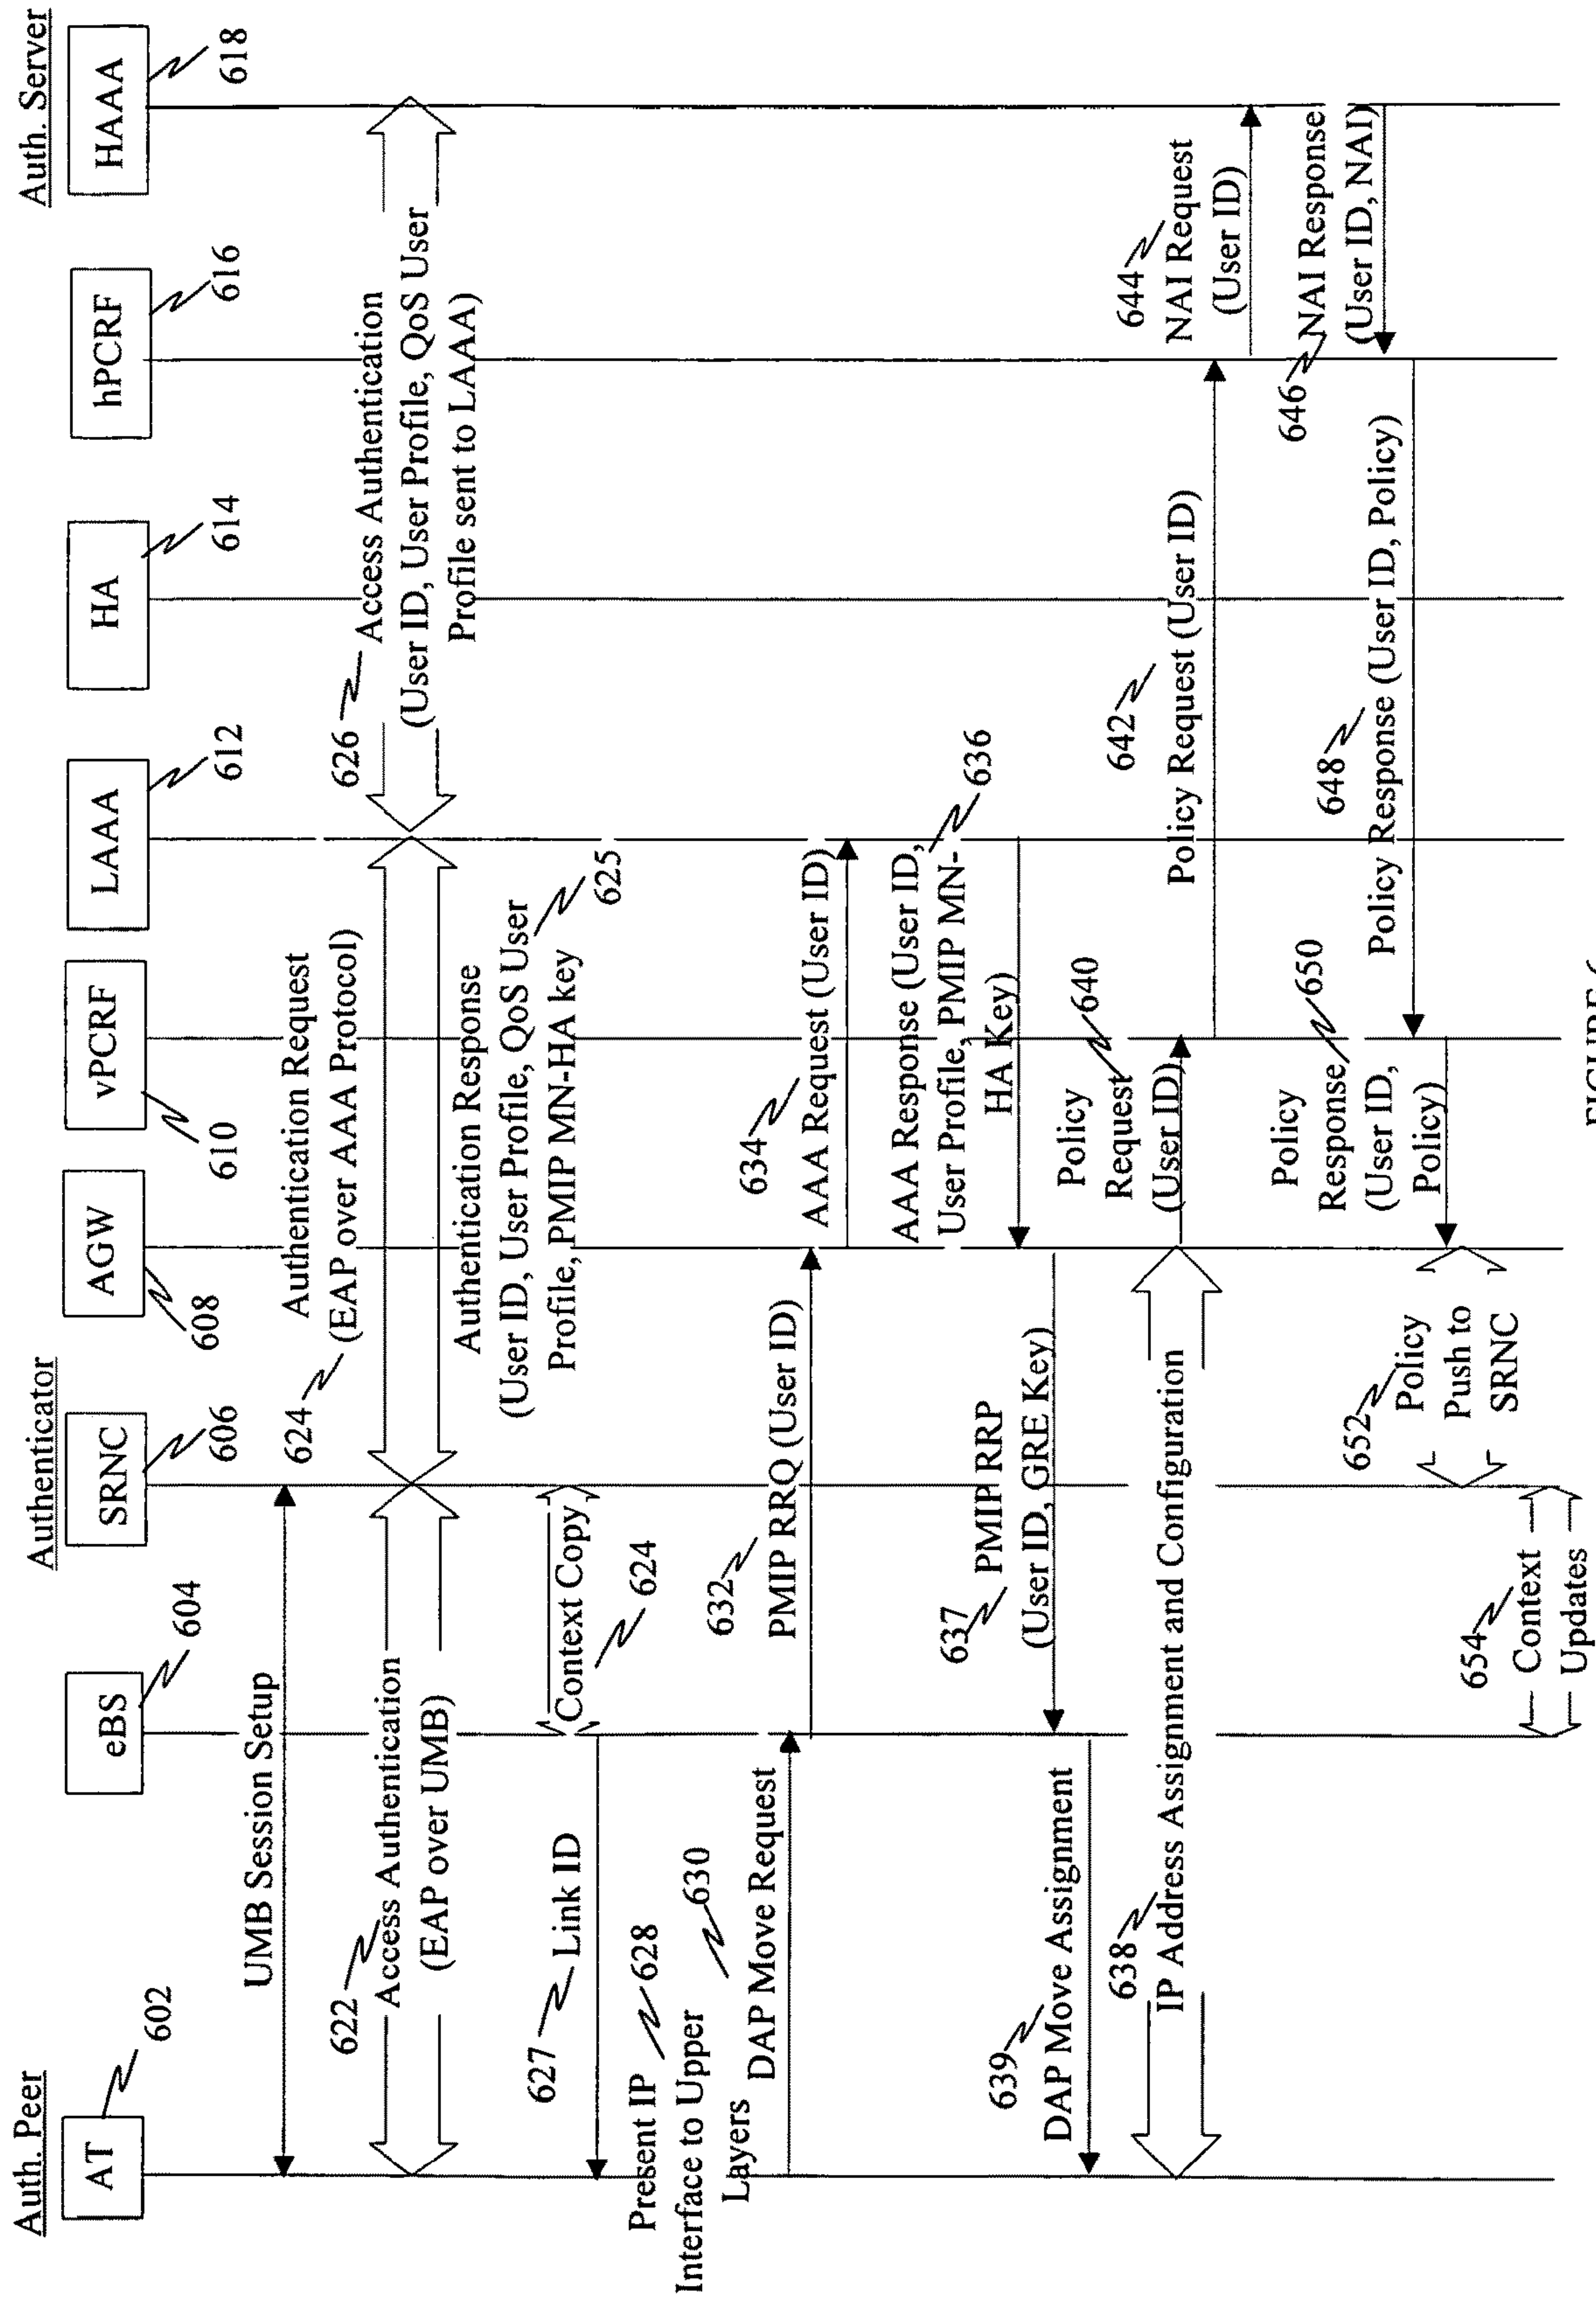 Auth. Peer
Authenticator
Auth. Server
AT
eBS
SRNC
AGW
vPCRF
LAAA
HA
hPCRF
HAAA
602
604
606
608
610
612
614
616
618
UMB Session Setup
622
Access Authentication
(EAP over UMB)
624
Authentication Request
(EAP over AAA Protocol)
626
Access Authentication
(User ID, User Profile, QoS User
Profile sent to LAAA)
Authentication Response
(User ID, User Profile, QoS User
Profile, PMIP MN-HA key
625
Context Copy
624
627
Link ID
Present IP
Interface to Upper
Layers
628
630
DAP Move Request
632
PMIP RRQ (User ID)
634
AAA Request (User ID)
AAA Response (User ID,
User Profile, PMIP MN-
HA Key)
636
637
PMIP RRP
(User ID, GRE Key)
639
DAP Move Assignment
638
IP Address Assignment and Configuration
640
Policy
Request
(User ID)
642
Policy Request (User ID)
644
NAI Request
(User ID)
646
NAI Response
(User ID, NAI)
648
Policy Response (User ID, Policy)
650
Policy
Response
(User ID,
Policy)
652
Policy
Push to
SRNC
654
Context
Updates